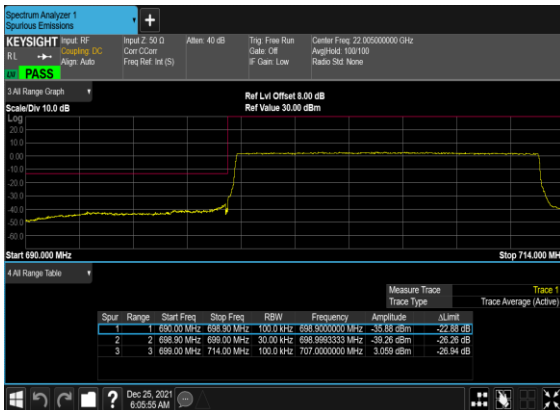 Spectrum Analyzer 1
Spurious Emissions
KEYSIGHT Input: RF Input Z: 50 Ω Atten: 40 dB Trig: Free Run Center Freq: 22.005000000 GHz
RL Coupling: DC Corr CCorr Gate: Off Avg|Hold: 100/100
Align: Auto Freq Ref: Int (S) IF Gain: Low Radio Std: None
PASS
3 All Range Graph
Ref Lvl Offset 8.00 dB
Scale/Div 10.0 dB Ref Value 30.00 dBm
Log
20.0
10.0
0.00
-10.0
-20.0
-30.0
-40.0
-50.0
-60.0
Start 690.000 MHz Stop 714.000 MH
4 All Range Table
Measure Trace Trace 1
Trace Type Trace Average (Active)
Spur Range Start Freq Stop Freq RBW Frequency Amplitude ΔLimit
1 1 690.00 MHz 698.90 MHz 100.0 kHz 698.9000000 MHz -35.88 dBm -22.88 dB
2 2 698.90 MHz 699.00 MHz 30.00 kHz 698.9993333 MHz -39.26 dBm -26.26 dB
3 3 699.00 MHz 714.00 MHz 100.0 kHz 707.0000000 MHz 3.059 dBm -26.94 dB
Dec 25, 2021
6:05:55 AM